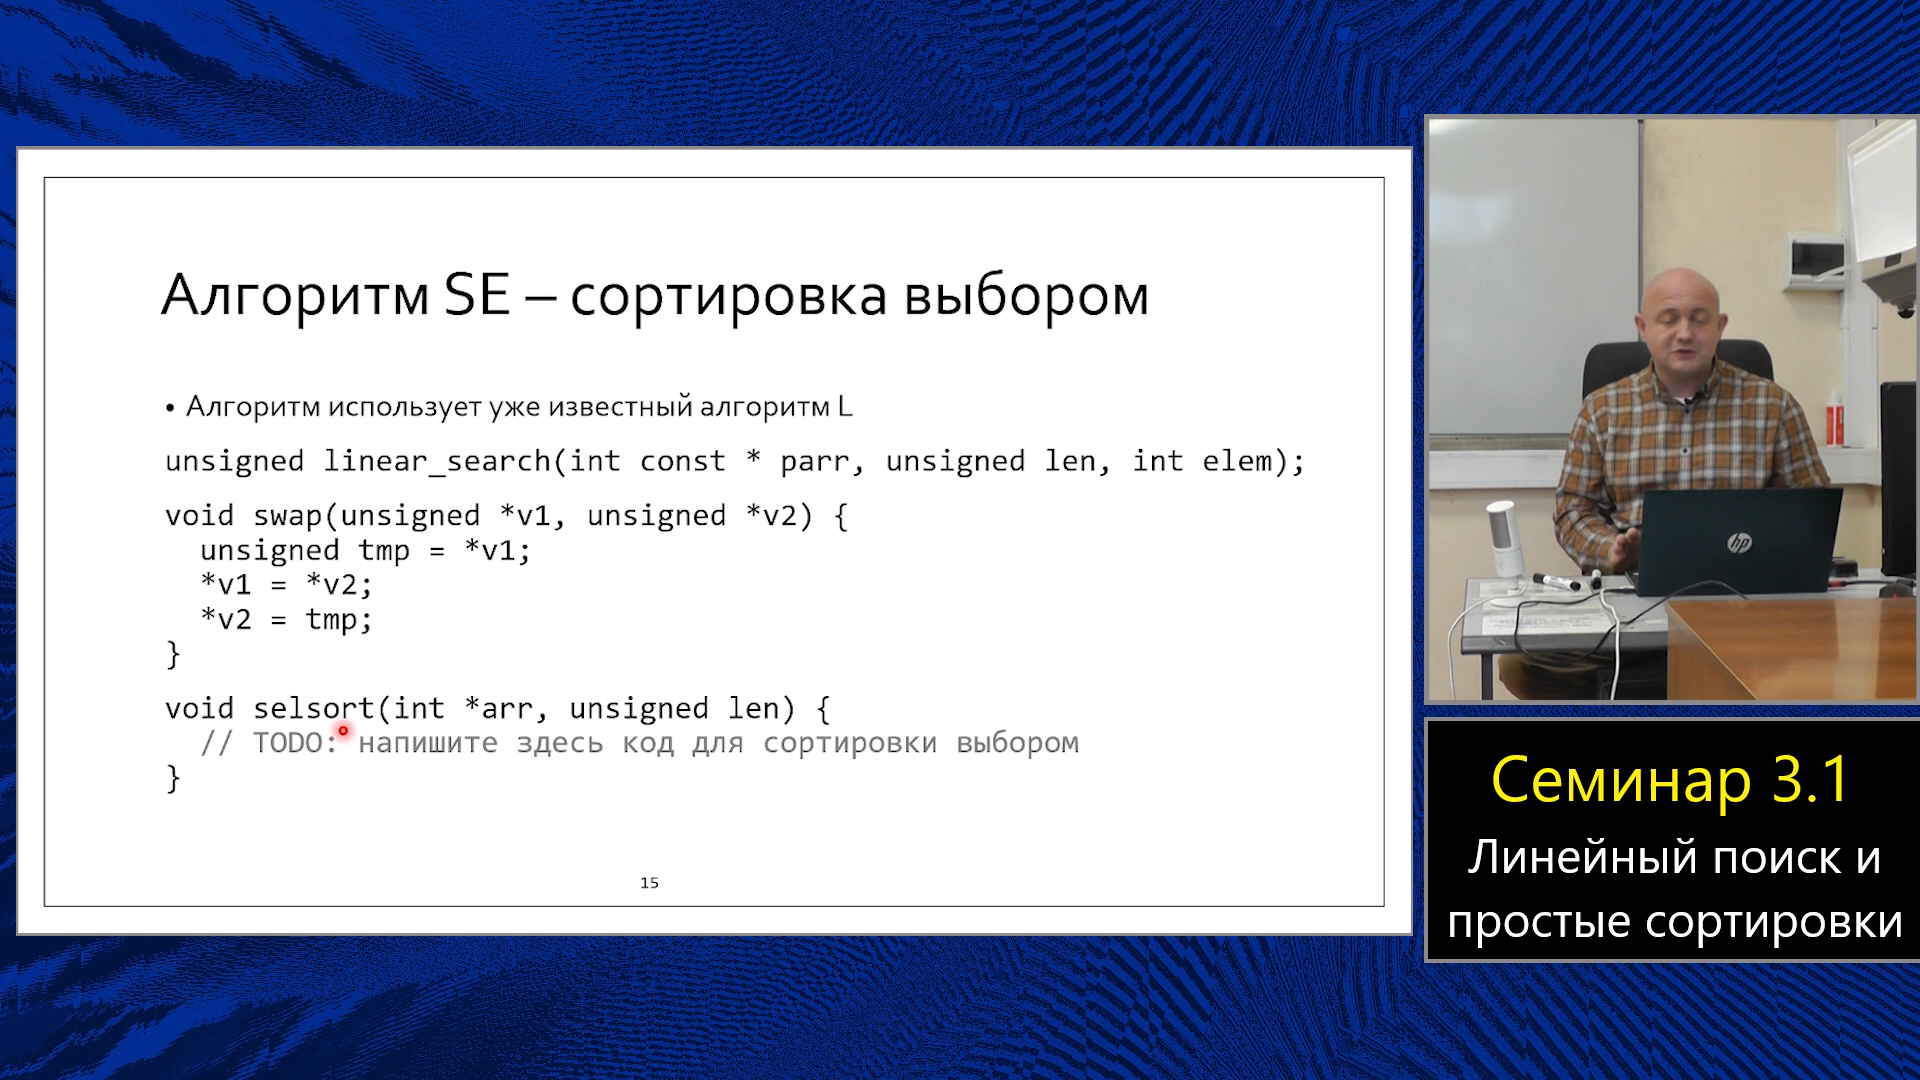 Алгоритм SE – сортировка выбором
• Алгоритм использует уже известный алгоритм L
unsigned linear_search(int const * parr, unsigned len, int elem);
void swap(unsigned *v1, unsigned *v2) {
  unsigned tmp = *v1;
  *v1 = *v2;
  *v2 = tmp;
}
void selsort(int *arr, unsigned len) {
  // TODO: напишите здесь код для сортировки выбором
}
15
hp
Семинар 3.1
Линейный поиск и
простые сортировки